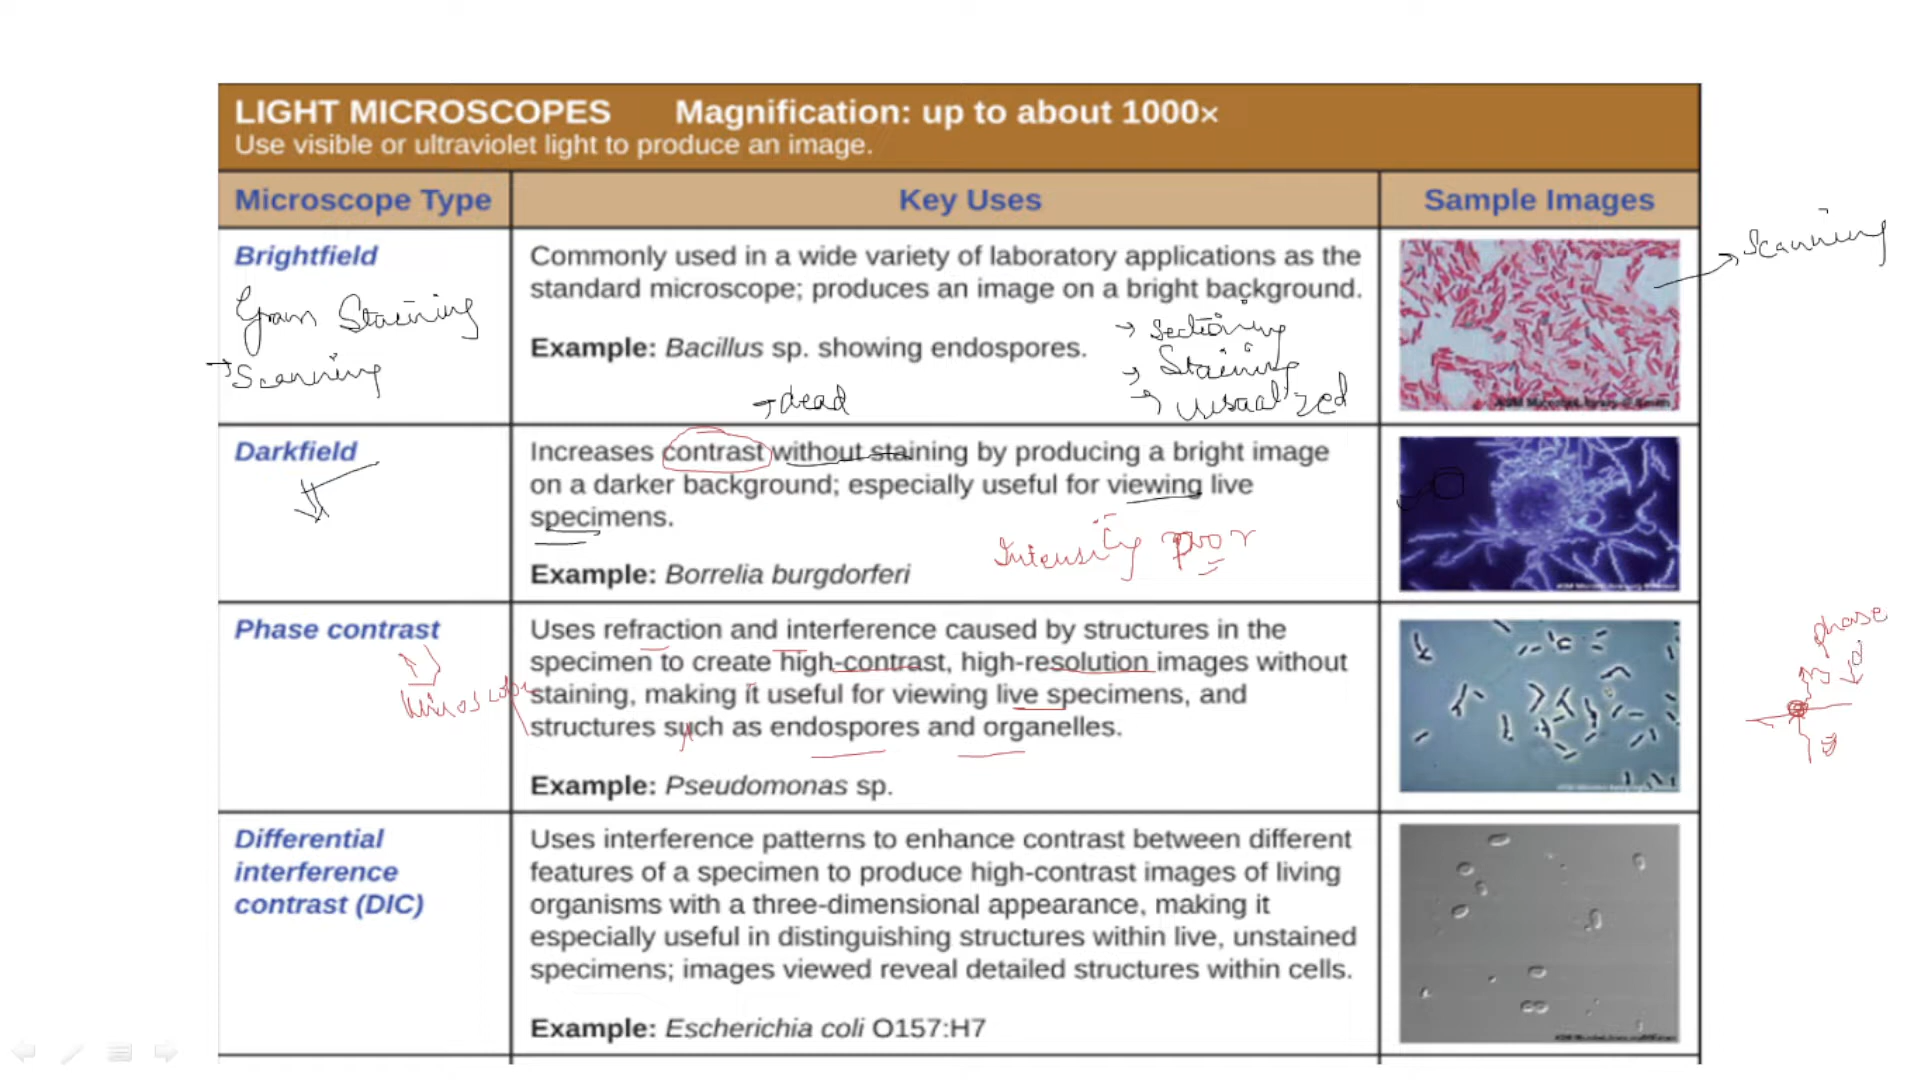 LIGHT MICROSCOPES Magnification: up to about 1000×
Use visible or ultraviolet light to produce an image.
Microscope Type Key Uses Sample Images
Brightfield
Gram Staining
→ Scanning
Commonly used in a wide variety of laboratory applications as the
standard microscope; produces an image on a bright background.
Example: Bacillus sp. showing endospores.
→ dead
→ Sectioning
→ Staining
→ visualized
→ Scanning
Darkfield
Increases contrast without staining by producing a bright image
on a darker background; especially useful for viewing live
specimens.
Intensity poor
Example: Borrelia burgdorferi
Phase contrast
Microscope
Uses refraction and interference caused by structures in the
specimen to create high-contrast, high-resolution images without
staining, making it useful for viewing live specimens, and
structures such as endospores and organelles.
Example: Pseudomonas sp.
phase
Differential
interference
contrast (DIC)
Uses interference patterns to enhance contrast between different
features of a specimen to produce high-contrast images of living
organisms with a three-dimensional appearance, making it
especially useful in distinguishing structures within live, unstained
specimens; images viewed reveal detailed structures within cells.
Example: Escherichia coli O157:H7